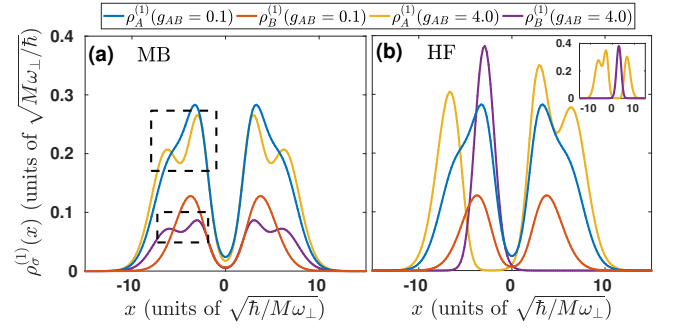 ρ_A^(1)(g_AB = 0.1) ρ_B^(1)(g_AB = 0.1) ρ_A^(1)(g_AB = 4.0) ρ_B^(1)(g_AB = 4.0)
(a) MB
(b) HF
ρ_σ^(1)(x) (units of √(Mω_⊥/ħ))
0.4
0.3
0.2
0.1
0
0.4
0.2
0
-10 0 10
-10 0 10
-10 0 10
x (units of √(ħ/Mω_⊥))
x (units of √(ħ/Mω_⊥))